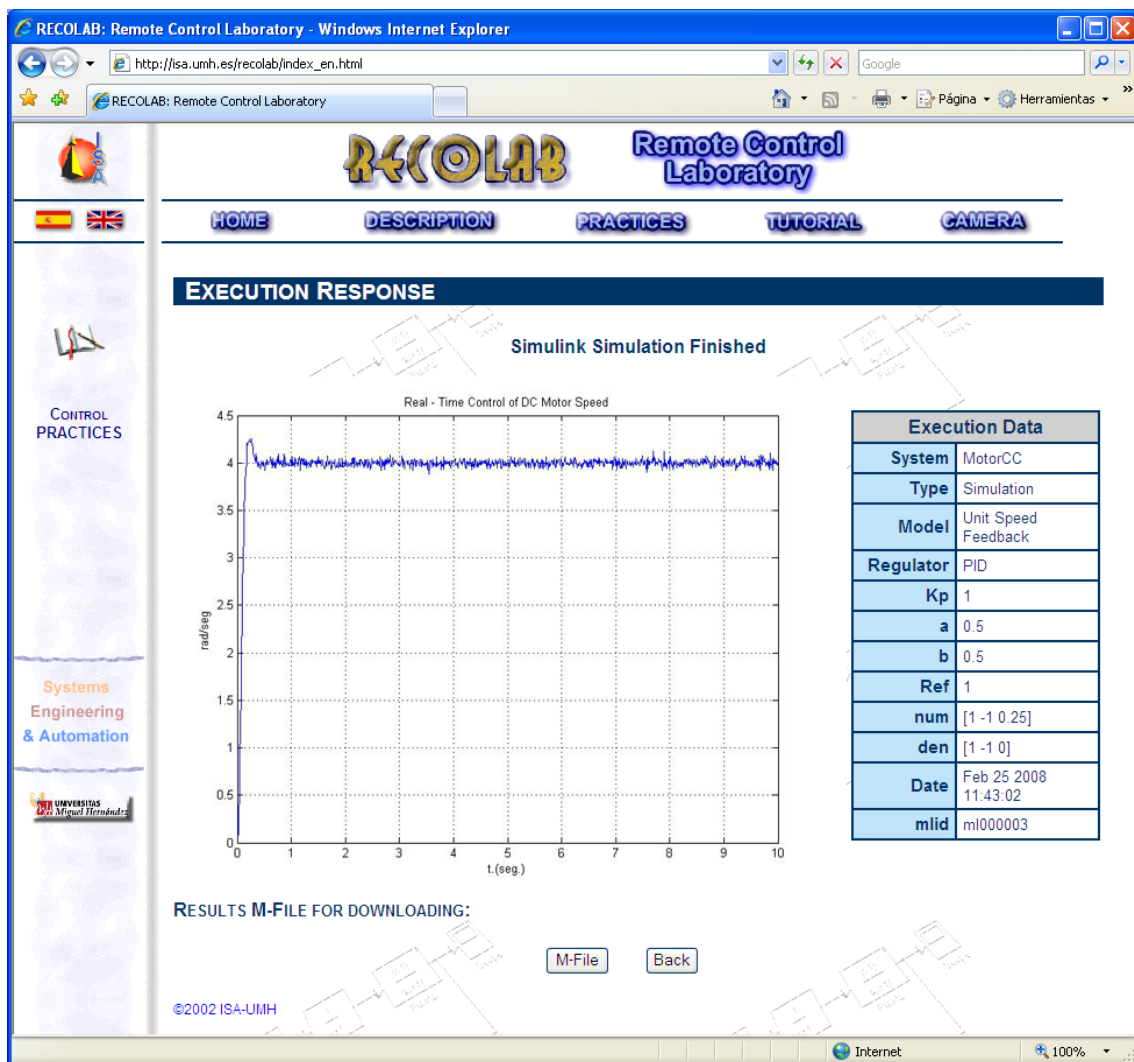 RECOLAB: Remote Control Laboratory - Windows Internet Explorer
http://isa.umh.es/recolab/index_en.html
Google
RECOLAB: Remote Control Laboratory
Página
Herramientas
»
ISA
RECOLAB
Remote Control
Laboratory
HOME
DESCRIPTION
PRACTICES
TUTORIAL
CAMERA
EXECUTION RESPONSE
Simulink Simulation Finished
CONTROL
PRACTICES
Systems
Engineering
& Automation
UNIVERSITAS
Miguel Hernández
Real - Time Control of DC Motor Speed
4.5
4
3.5
3
2.5
2
1.5
1
0.5
0
rad/seg
0 1 2 3 4 5 6 7 8 9 10
t.(seg.)
Execution Data
System MotorCC
Type Simulation
Model Unit Speed
Feedback
Regulator PID
Kp 1
a 0.5
b 0.5
Ref 1
num [1 -1 0.25]
den [1 -1 0]
Date Feb 25 2008
11:43:02
mlid ml000003
RESULTS M-FILE FOR DOWNLOADING:
M-File
Back
©2002 ISA-UMH
Internet
100%